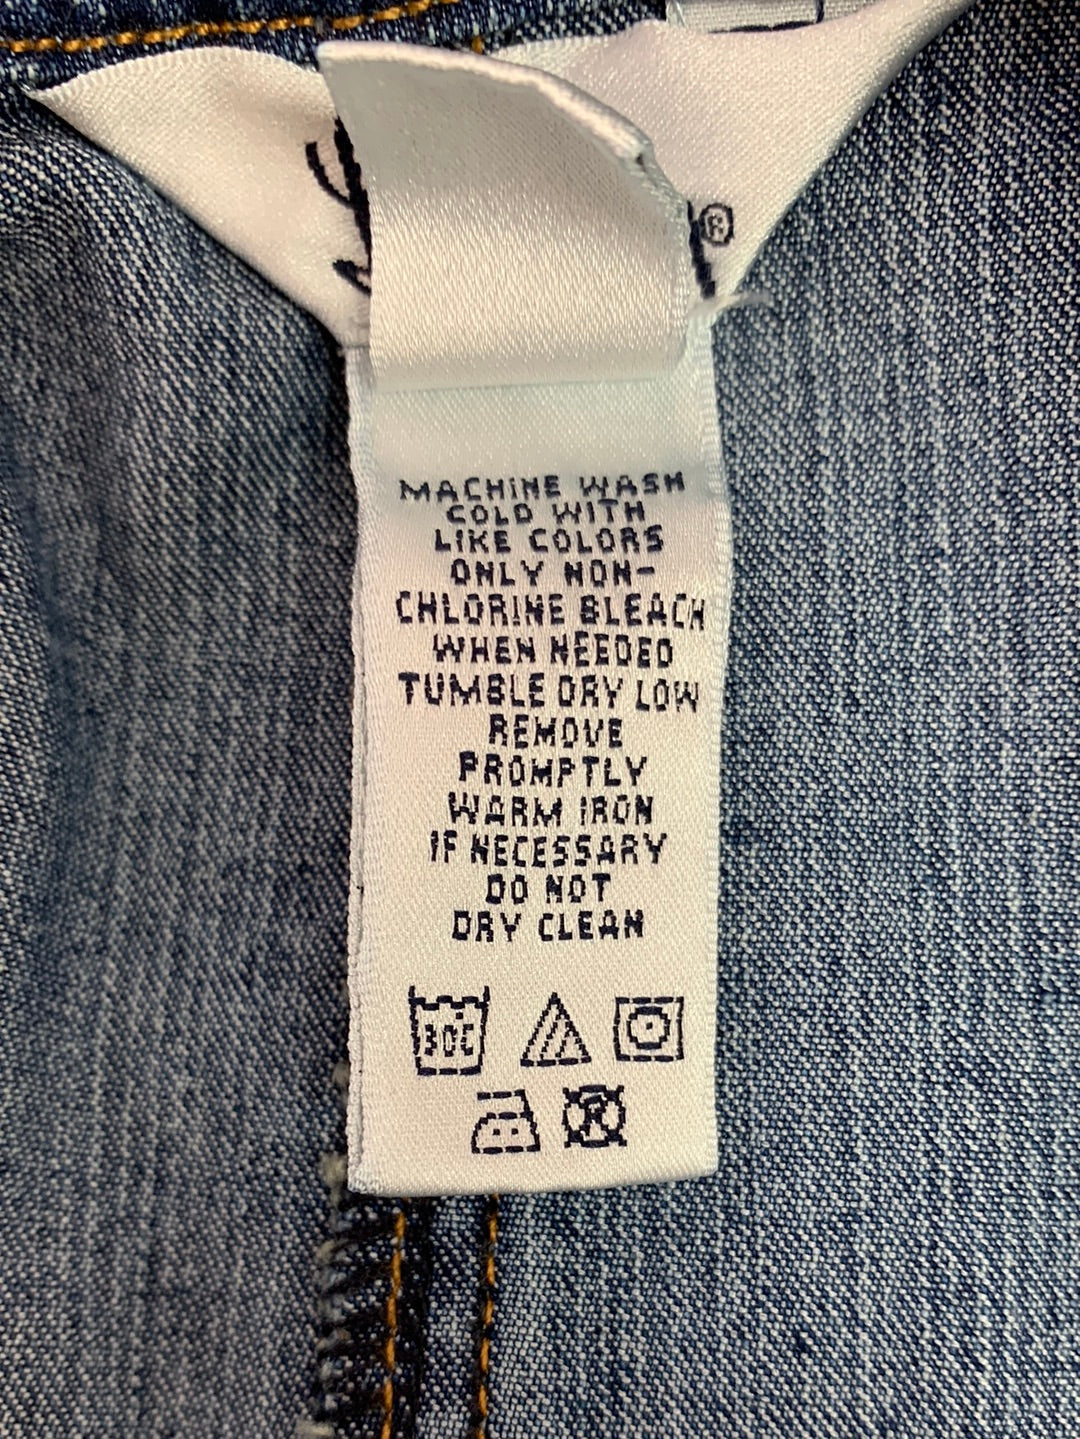 ®
MACHINE WASH
COLD WITH
LIKE COLORS
ONLY NON-
CHLORINE BLEACH
WHEN NEEDED
TUMBLE DRY LOW
REMOVE
PROMPTLY
WARM IRON
IF NECESSARY
DO NOT
DRY CLEAN
30C
R